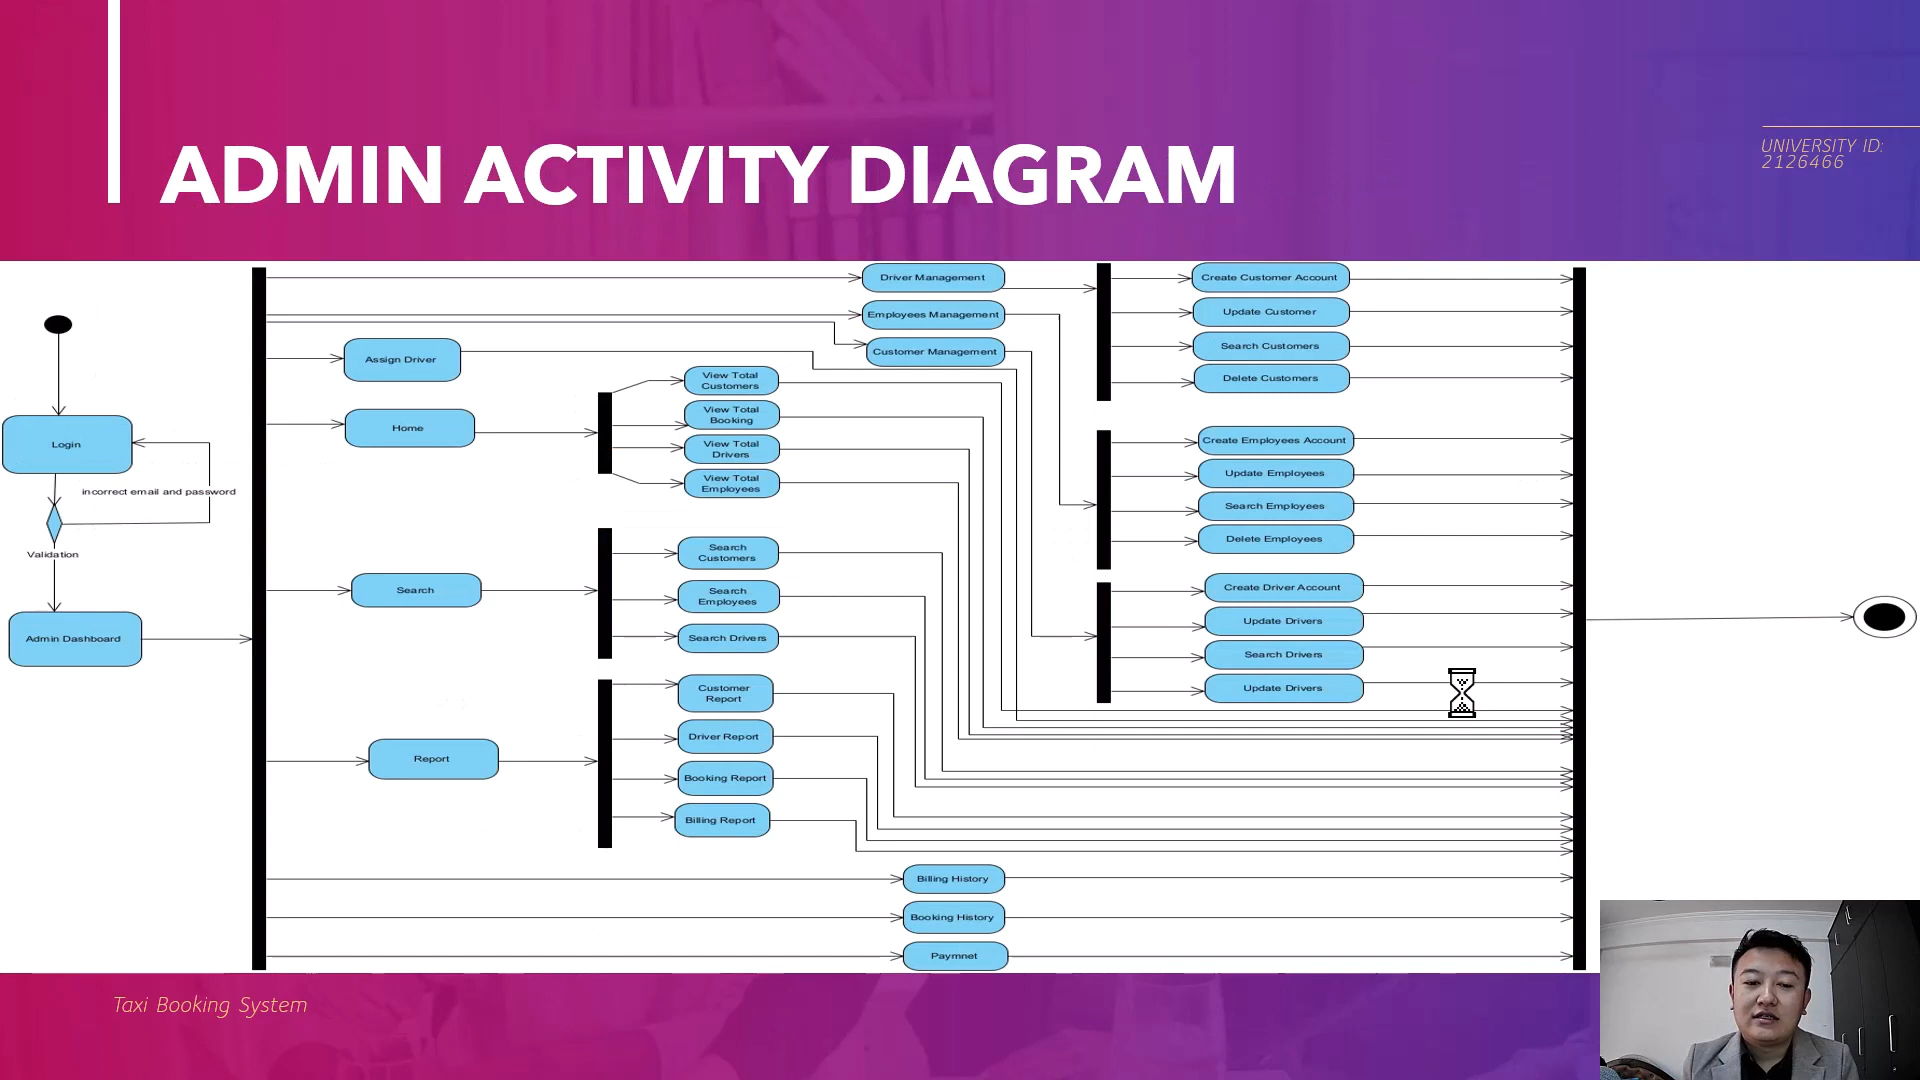 ADMIN ACTIVITY DIAGRAM
UNIVERSITY ID:
2126466
Login
incorrect email and password
Validation
Admin Dashboard
Assign Driver
Home
Search
Report
View Total
Customers
View Total
Booking
View Total
Drivers
View Total
Employees
Search
Customers
Search
Employees
Search Drivers
Customer
Report
Driver Report
Booking Report
Billing Report
Driver Management
Employees Management
Customer Management
Billing History
Booking History
Paymnet
Create Customer Account
Update Customer
Search Customers
Delete Customers
Create Employees Account
Update Employees
Search Employees
Delete Employees
Create Driver Account
Update Drivers
Search Drivers
Update Drivers
Taxi Booking System